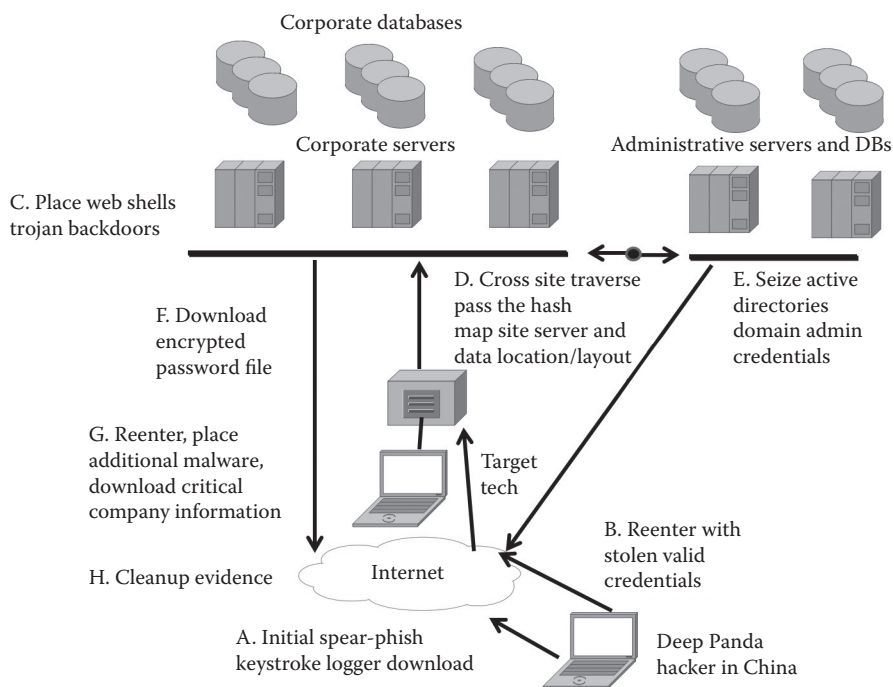 Corporate databases
Corporate servers
Administrative servers and DBs
C. Place web shells
trojan backdoors
D. Cross site traverse
pass the hash
map site server and
data location/layout
E. Seize active
directories
domain admin
credentials
F. Download
encrypted
password file
G. Reenter, place
additional malware,
download critical
company information
Target
tech
B. Reenter with
stolen valid
credentials
H. Cleanup evidence
Internet
A. Initial spear-phish
keystroke logger download
Deep Panda
hacker in China